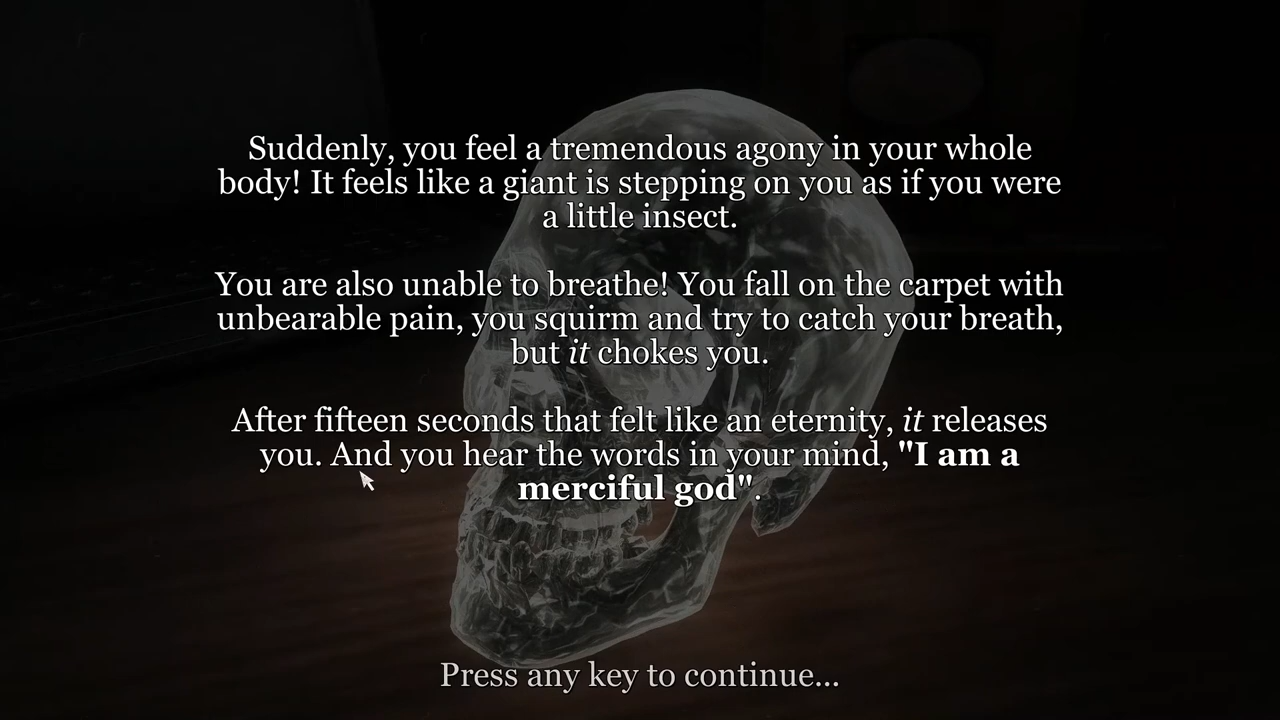 Suddenly, you feel a tremendous agony in your whole
body! It feels like a giant is stepping on you as if you were
a little insect.
You are also unable to breathe! You fall on the carpet with
unbearable pain, you squirm and try to catch your breath,
but it chokes you.
After fifteen seconds that felt like an eternity, it releases
you. And you hear the words in your mind, "I am a
merciful god".
Press any key to continue...